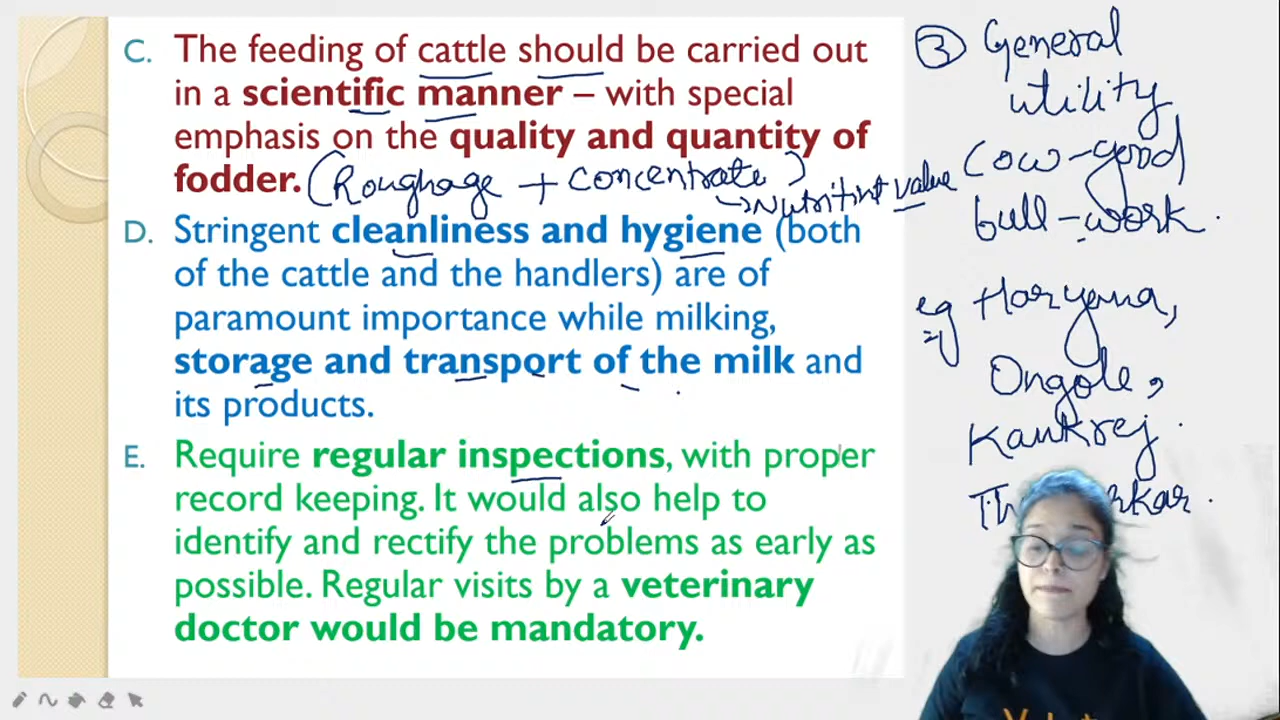 C. The feeding of cattle should be carried out
in a scientific manner – with special
emphasis on the quality and quantity of
fodder. (Roughage + concentrate)
→ Nutritint value
D. Stringent cleanliness and hygiene (both
of the cattle and the handlers) are of
paramount importance while milking,
storage and transport of the milk and
its products.
E. Require regular inspections, with proper
record keeping. It would also help to
identify and rectify the problems as early as
possible. Regular visits by a veterinary
doctor would be mandatory.
3 General
utility
Cow-good
bull-work.
eg Haryana,
Ongole,
Kankrej.